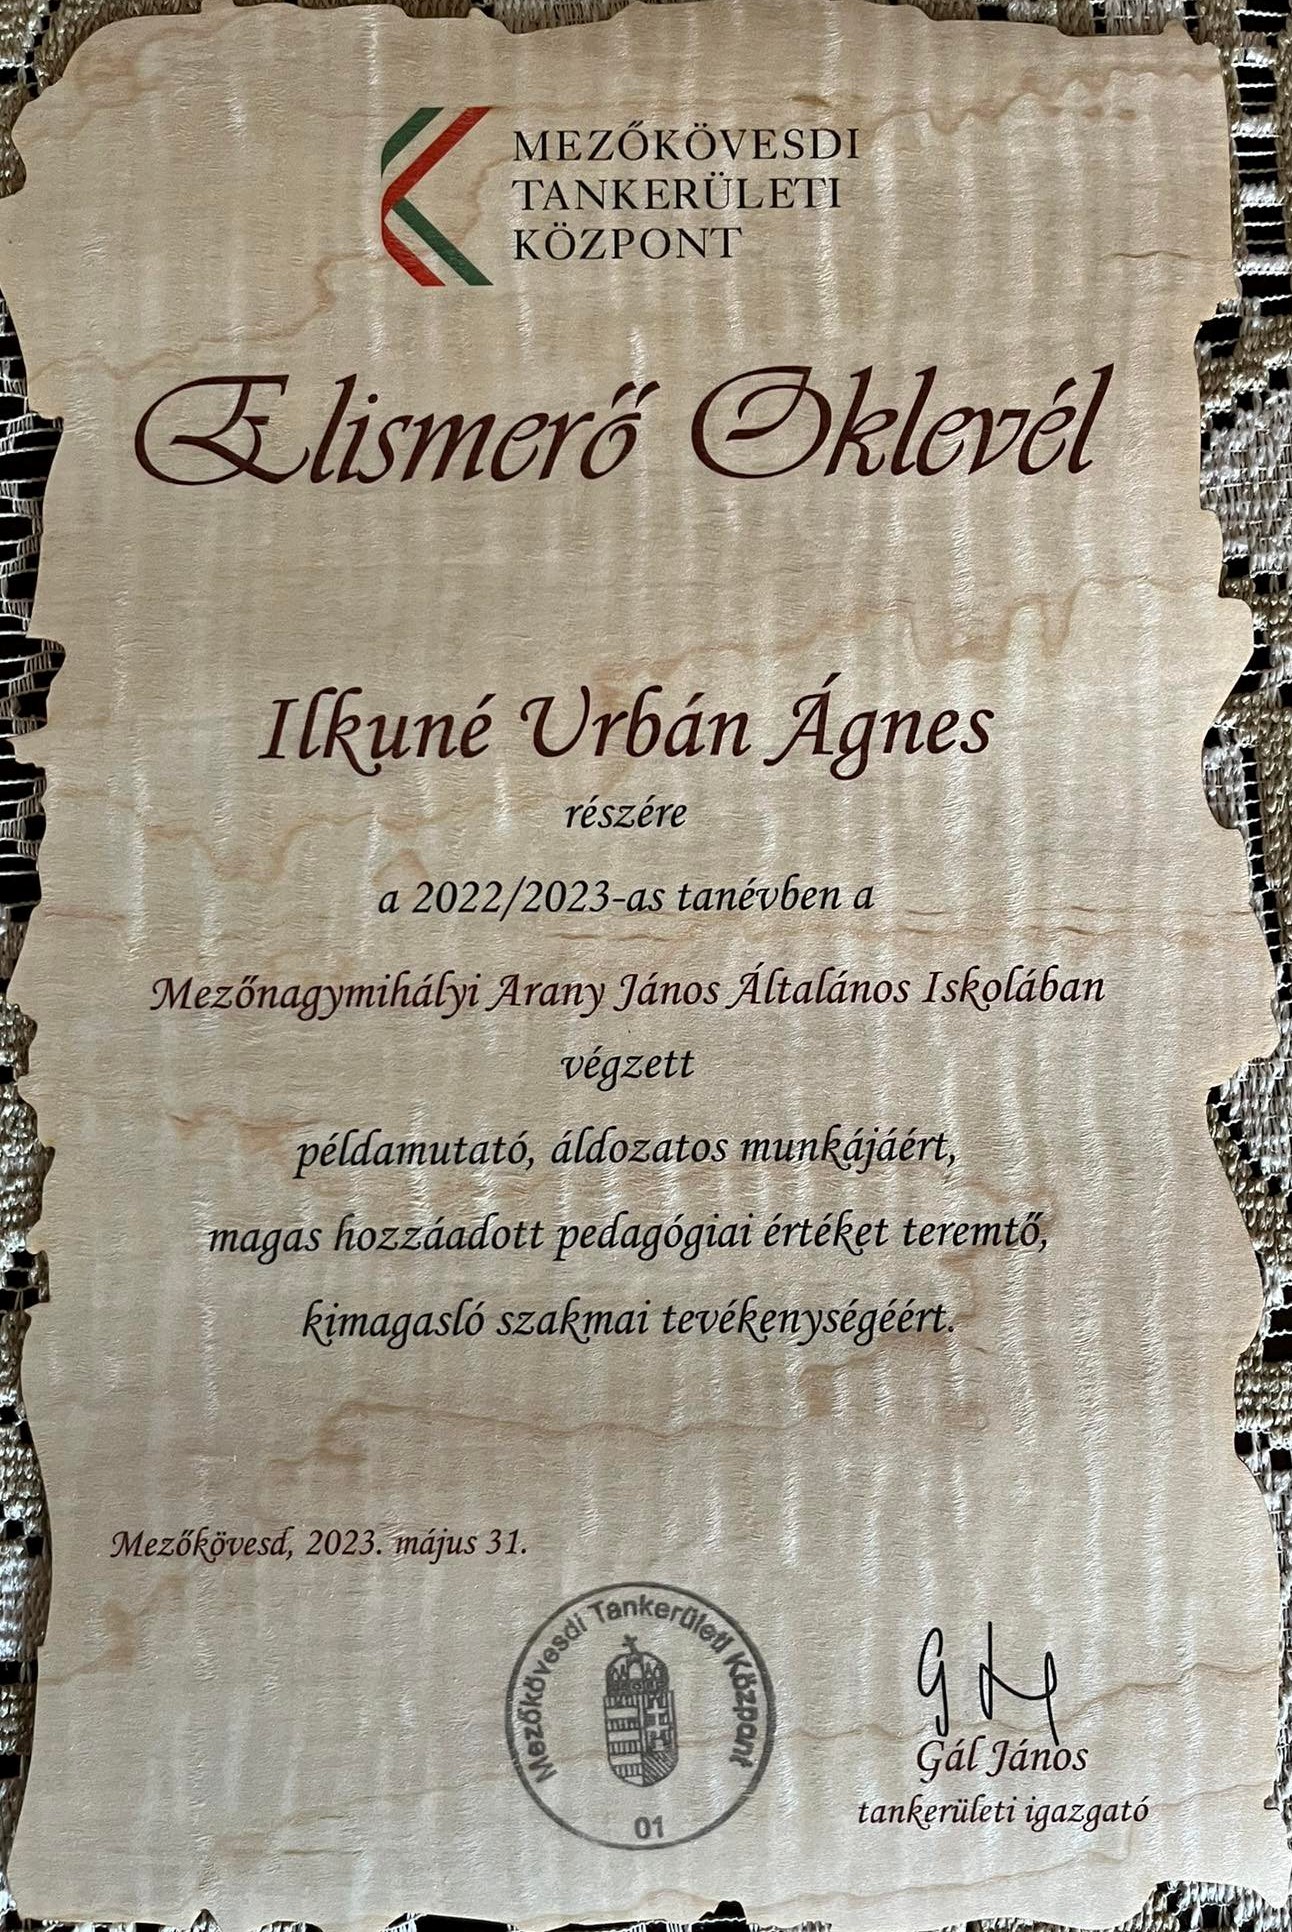 MEZŐKÖVESDI
TANKERÜLETI
KÖZPONT
Elismerő Oklevél
Ilkuné Urbán Ágnes
részére
a 2022/2023-as tanévben a
Mezőnagymihályi Arany János Általános Iskolában
végzett
példamutató, áldozatos munkájáért,
magas hozzáadott pedagógiai értéket teremtő,
kimagasló szakmai tevékenységéért.
Mezőkövesd, 2023. május 31.
Mezőkövesdi Tankerületi Központ
01
Gál János
tankerületi igazgató